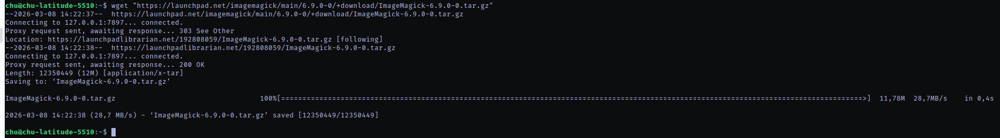 chu@chu-latitude-5510:~$ wget "https://launchpad.net/imagemagick/main/6.9.0-0/+download/ImageMagick-6.9.0-0.tar.gz"
--2026-03-08 14:22:37--  https://launchpad.net/imagemagick/main/6.9.0-0/+download/ImageMagick-6.9.0-0.tar.gz
Connecting to 127.0.0.1:7897... connected.
Proxy request sent, awaiting response... 303 See Other
Location: https://launchpadlibrarian.net/192808059/ImageMagick-6.9.0-0.tar.gz [following]
--2026-03-08 14:22:38--  https://launchpadlibrarian.net/192808059/ImageMagick-6.9.0-0.tar.gz
Connecting to 127.0.0.1:7897... connected.
Proxy request sent, awaiting response... 200 OK
Length: 12350449 (12M) [application/x-tar]
Saving to: ‘ImageMagick-6.9.0-0.tar.gz’
ImageMagick-6.9.0-0.tar.gz                                  100%[=========================================================================================================================================>]  11,78M  28,7MB/s    in 0,4s
2026-03-08 14:22:38 (28,7 MB/s) - ‘ImageMagick-6.9.0-0.tar.gz’ saved [12350449/12350449]
chu@chu-latitude-5510:~$